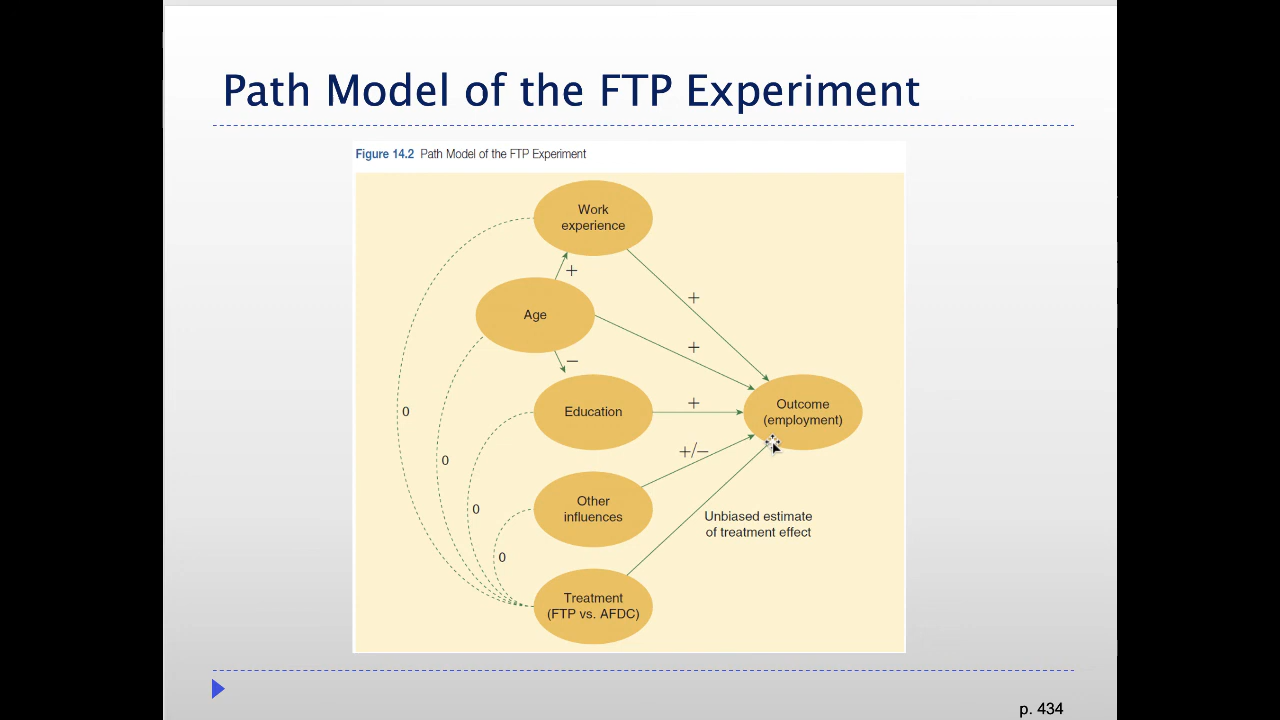 Path Model of the FTP Experiment
Figure 14.2 Path Model of the FTP Experiment
Work
experience
+
+
Age
+
−
0
Education
+
Outcome
(employment)
0
+/−
Other
influences
0
Unbiased estimate
of treatment effect
0
Treatment
(FTP vs. AFDC)
p. 434